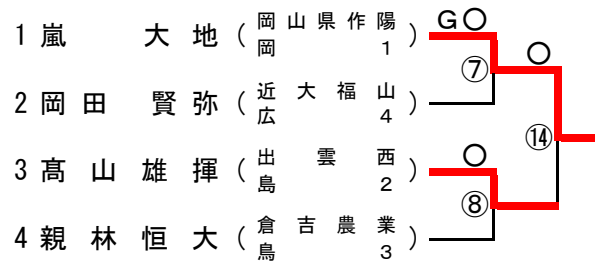 1 嵐 大 地 ( 岡山県作陽 岡 1 ) G〇
⑦ 〇
2 岡 田 賢 弥 ( 近大福山 広 4 )
⑭
3 髙 山 雄 揮 ( 出雲西 島 2 ) 〇
⑧
4 親 林 恒 大 ( 倉吉農業 鳥 3 )